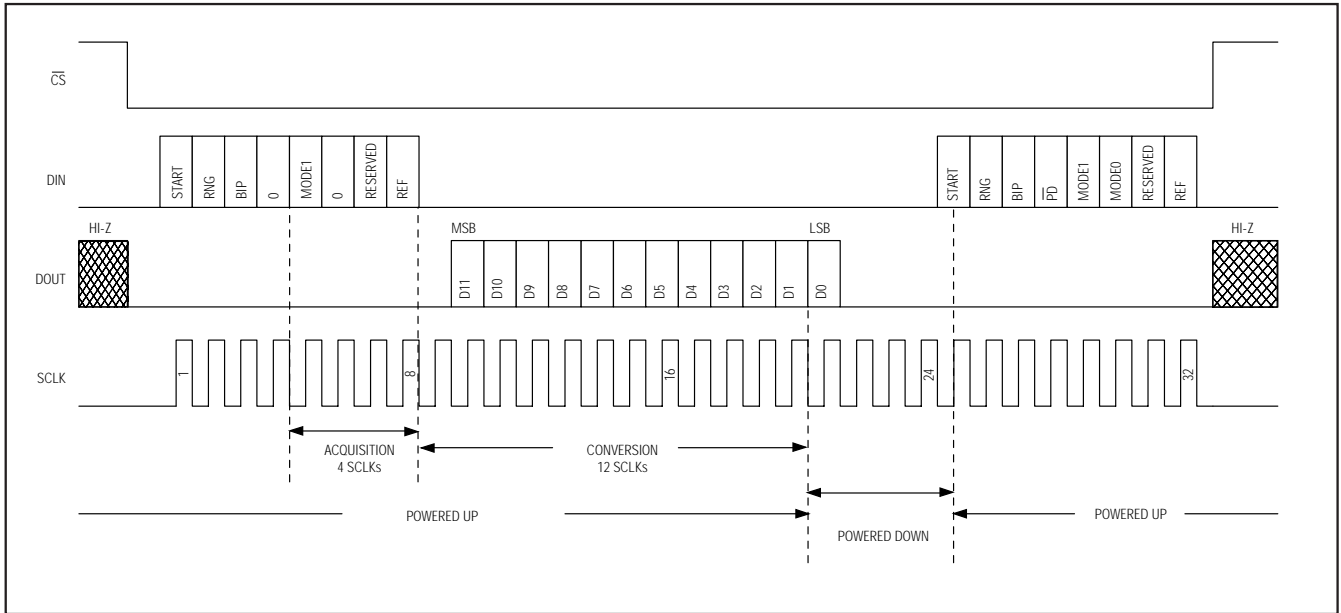 C̅S̅
DIN
START
RNG
BIP
0
MODE1
0
RESERVED
REF
START
RNG
BIP
P̅D̅
MODE1
MODE0
RESERVED
REF
HI-Z
MSB
LSB
HI-Z
DOUT
D11
D10
D9
D8
D7
D6
D5
D4
D3
D2
D1
D0
SCLK
1
8
16
24
32
ACQUISITION
4 SCLKs
CONVERSION
12 SCLKs
POWERED UP
POWERED DOWN
POWERED UP